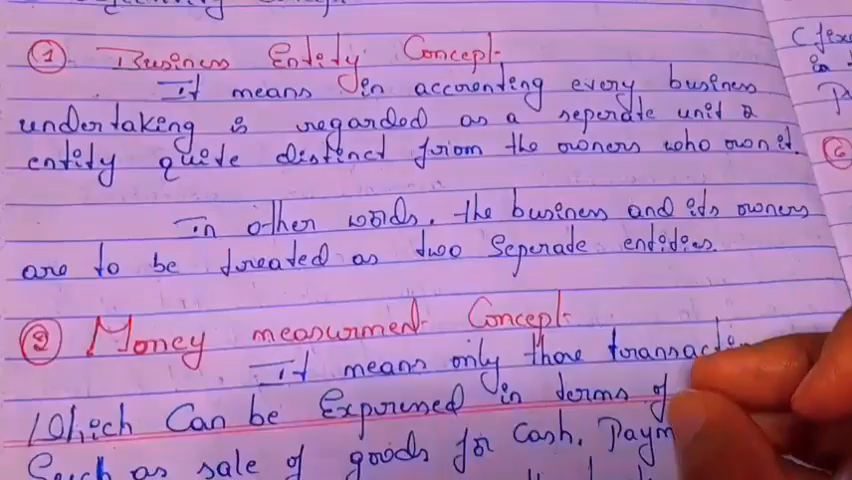 ① Business Entity Concept-
It means in accounting every business
undertaking is regarded as a seperate unit &
entity quite distinct from the owners who own it.
In other words, the business and its owners
are to be treated as two seperate entities.
② Money measurment Concept-
It means only those transaction
Which Can be Expressed in terms of
Such as sale of goods for Cash, Paym